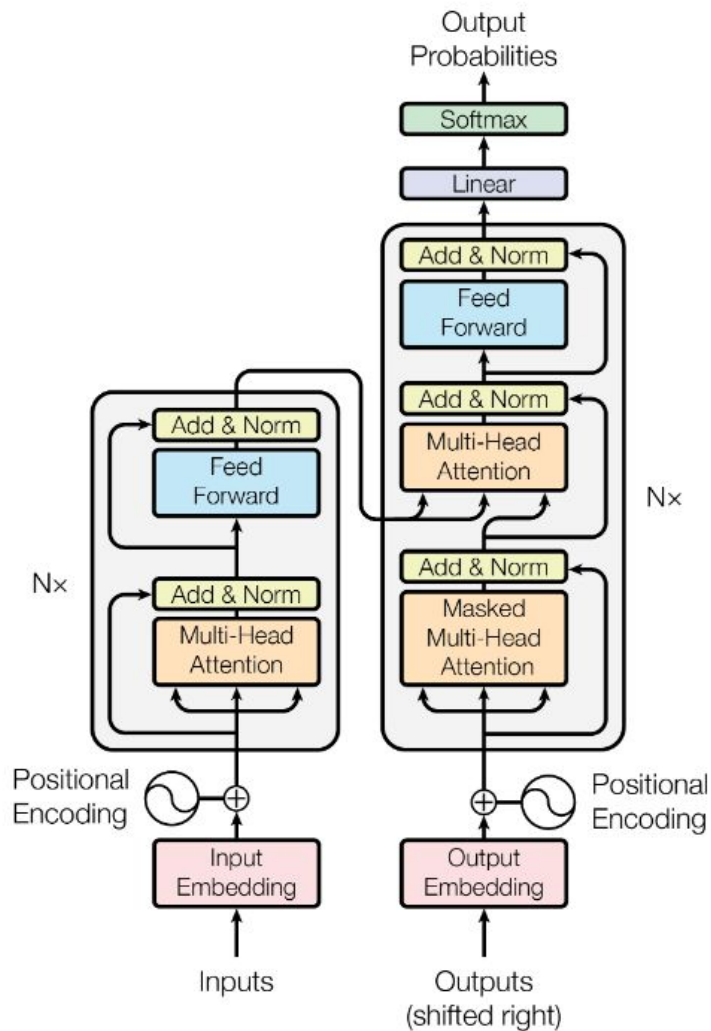 Output
Probabilities
Softmax
Linear
Add & Norm
Feed
Forward
Add & Norm
Multi-Head
Attention
Add & Norm
Masked
Multi-Head
Attention
Nx
Add & Norm
Feed
Forward
Add & Norm
Multi-Head
Attention
Nx
Positional
Encoding
Positional
Encoding
Input
Embedding
Output
Embedding
Inputs
Outputs
(shifted right)